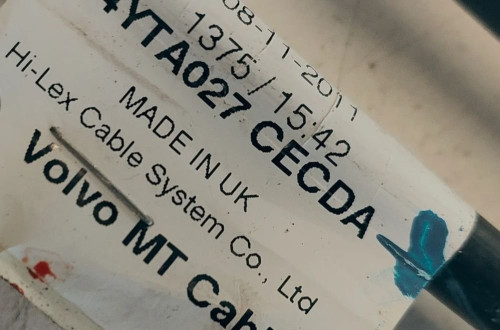 08-11-2011
1375 / 15:42
4YTA027 CECDA
MADE IN UK
Hi-Lex Cable System Co., Ltd
Volvo MT Cab